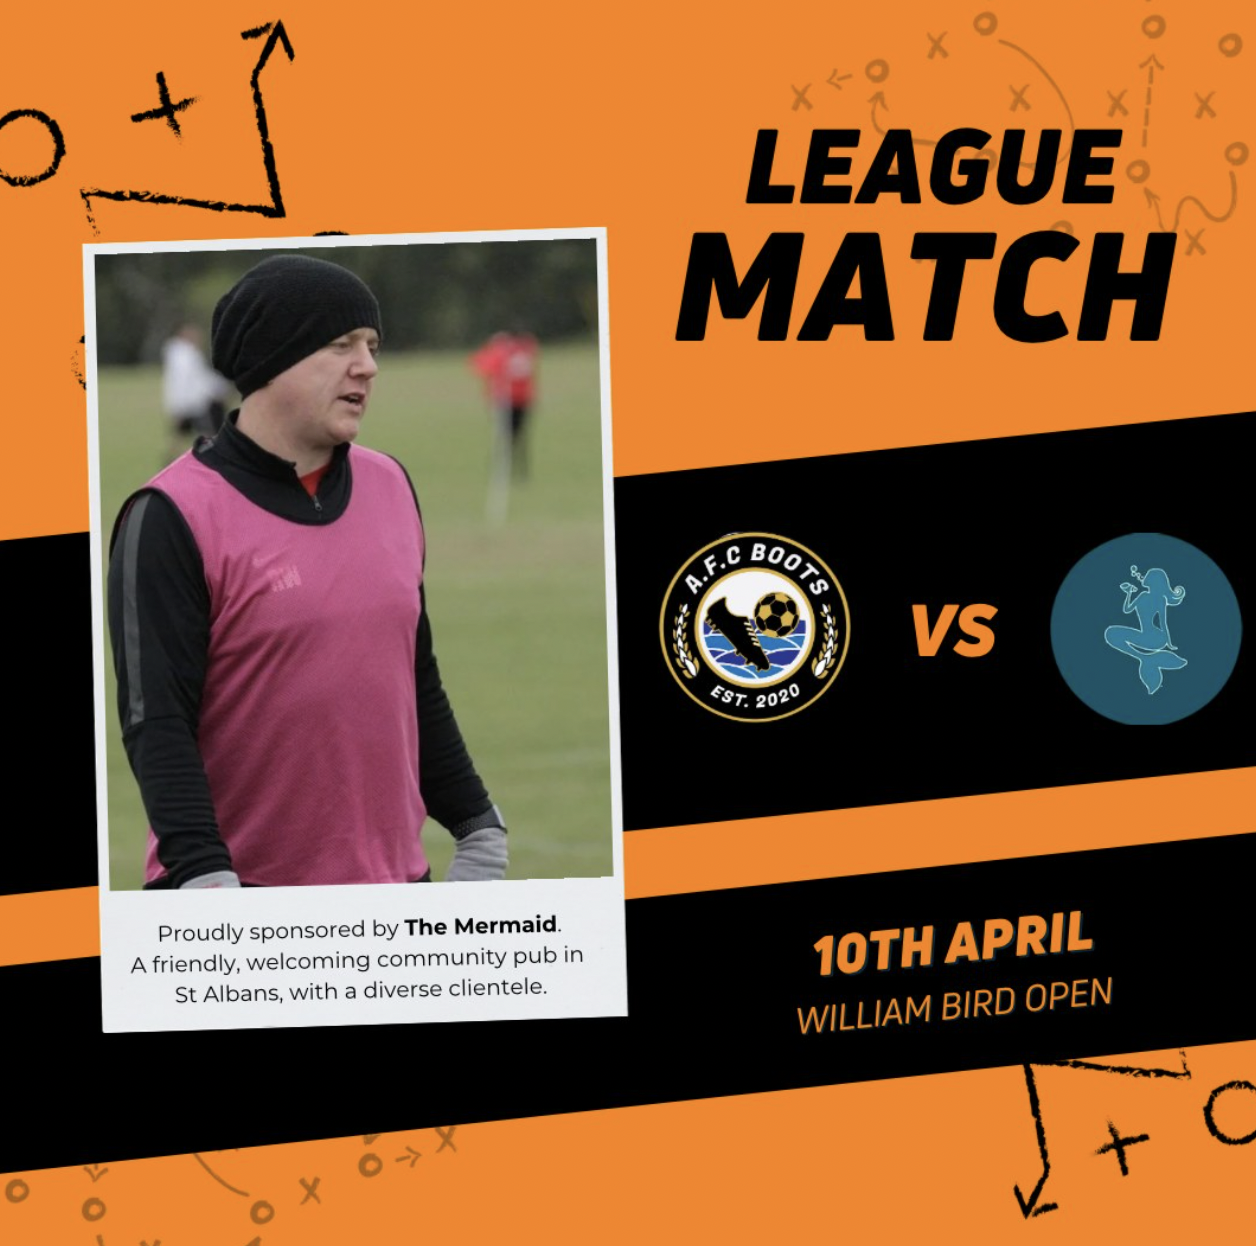 LEAGUE
MATCH
A.F.C BOOTS
EST. 2020
VS
Proudly sponsored by The Mermaid.
A friendly, welcoming community pub in
St Albans, with a diverse clientele.
10TH APRIL
WILLIAM BIRD OPEN